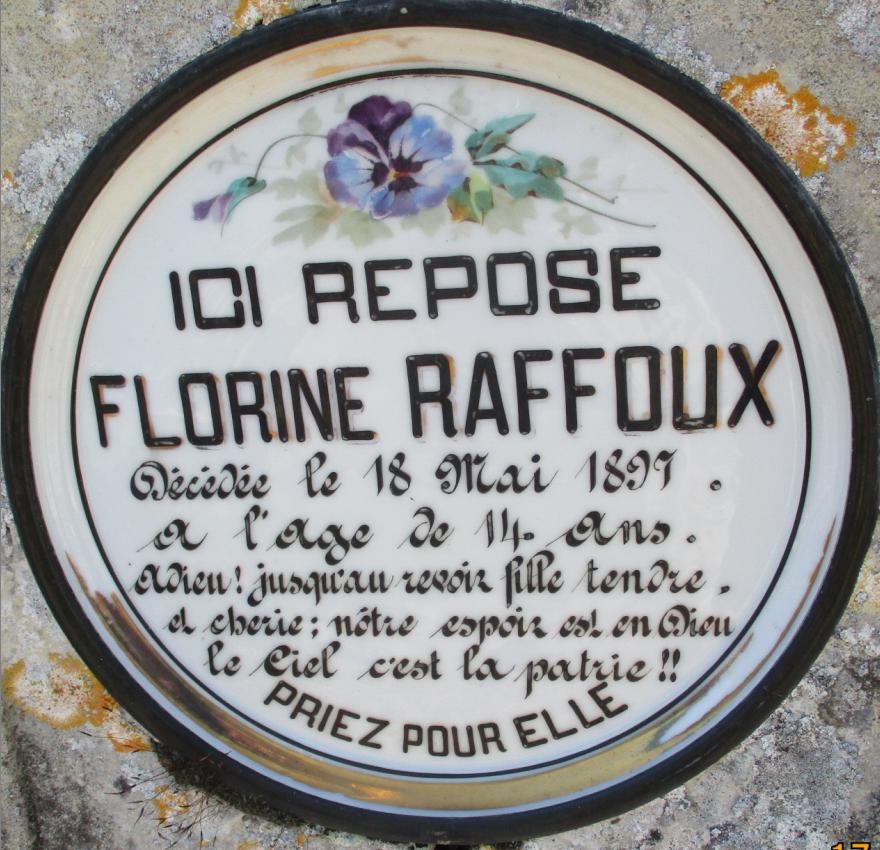 ICI REPOSE
FLORINE RAFFOUX
Décédée le 18 Mai 1897.
a l'age de 14 ans.
Adieu! jusqu'au revoir fille tendre,
et cherie; nôtre espoir est en Dieu
le Ciel c'est la patrie!!
PRIEZ POUR ELLE
17